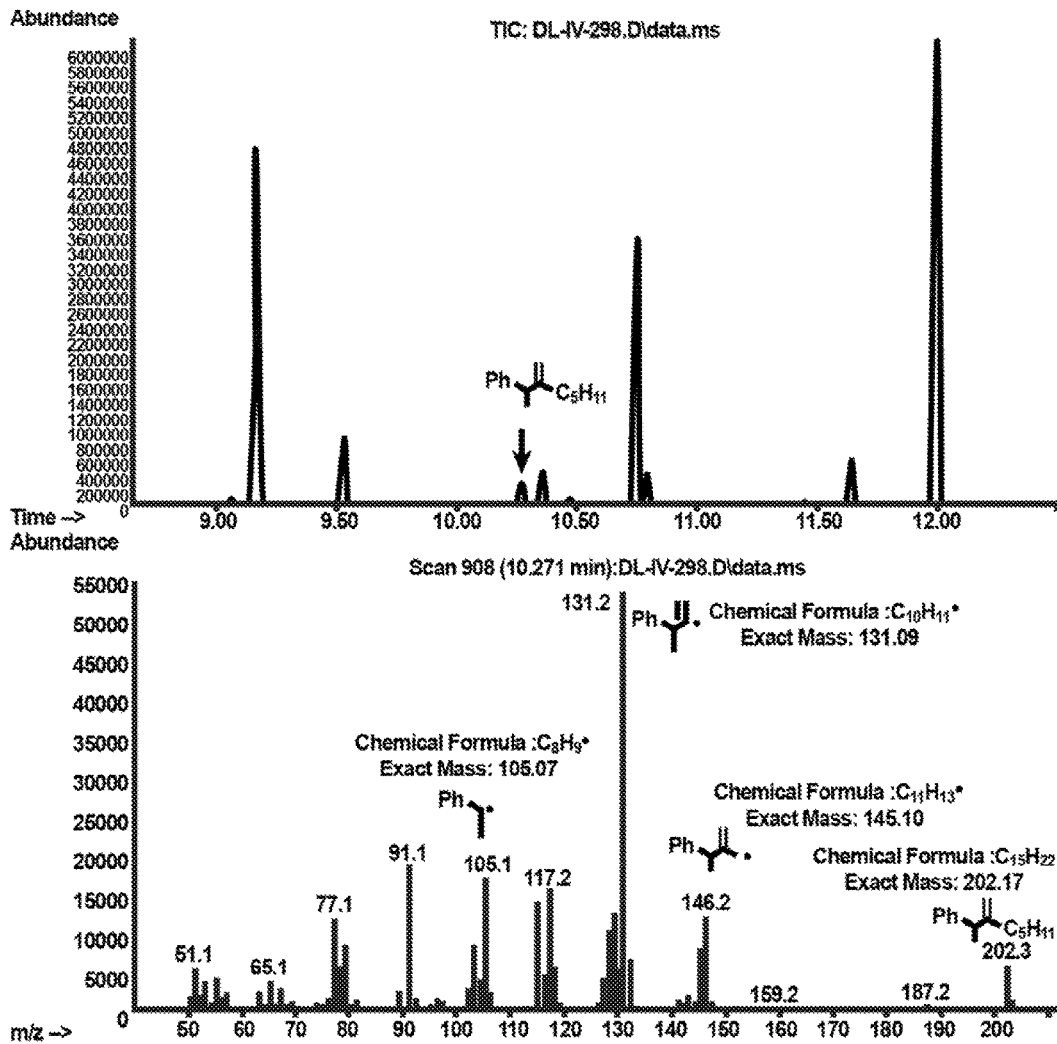 Abundance
TIC: DL-IV-298.D\data.ms
6000000
5800000
5600000
5400000
5200000
5000000
4800000
4600000
4400000
4200000
4000000
3800000
3600000
3400000
3200000
3000000
2800000
2600000
2400000
2200000
2000000
1800000
1600000
1400000
1200000
1000000
800000
600000
400000
200000
0
Ph
C₅H₁₁
Time -->
9.00 9.50 10.00 10.50 11.00 11.50 12.00
Abundance
Scan 908 (10.271 min):DL-IV-298.D\data.ms
55000
50000
45000
40000
35000
30000
25000
20000
15000
10000
5000
0
131.2
Ph
Chemical Formula :C₁₀H₁₁•
Exact Mass: 131.09
Chemical Formula :C₈H₉•
Exact Mass: 105.07
Ph
Chemical Formula :C₁₁H₁₃•
Exact Mass: 145.10
Ph
Chemical Formula :C₁₅H₂₂
Exact Mass: 202.17
Ph
C₅H₁₁
51.1
65.1
77.1
91.1
105.1
117.2
146.2
159.2
187.2
202.3
m/z -->
50 60 70 80 90 100 110 120 130 140 150 160 170 180 190 200